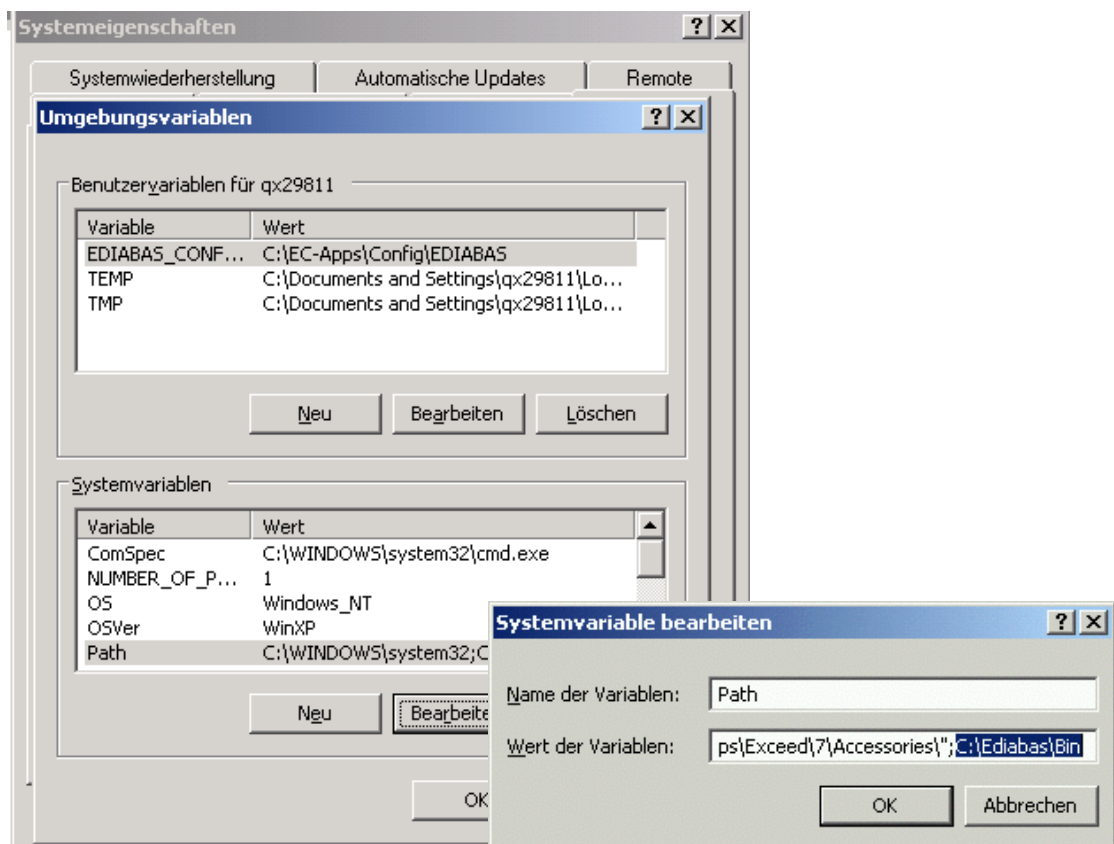 Systemeigenschaften
Systemwiederherstellung Automatische Updates Remote
Umgebungsvariablen
Benutzervariablen für qx29811
Variable Wert
EDIABAS_CONF... C:\EC-Apps\Config\EDIABAS
TEMP C:\Documents and Settings\qx29811\Lo...
TMP C:\Documents and Settings\qx29811\Lo...
Neu Bearbeiten Löschen
Systemvariablen
Variable Wert
ComSpec C:\WINDOWS\system32\cmd.exe
NUMBER_OF_P... 1
OS Windows_NT
OSVer WinXP
Path C:\WINDOWS\system32;C
Neu Bearbeite
OK
Systemvariable bearbeiten
Name der Variablen: Path
Wert der Variablen: ps\Exceed\7\Accessories\";C:\Ediabas\Bin
OK Abbrechen